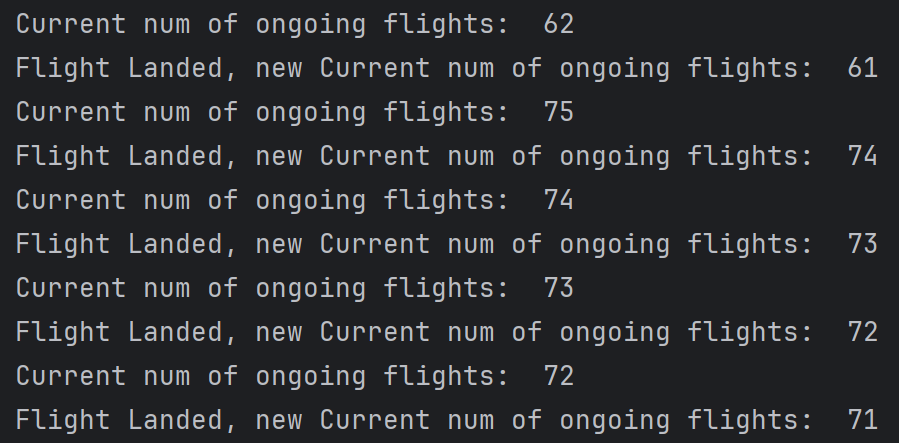 Current num of ongoing flights:  62
Flight Landed, new Current num of ongoing flights:  61
Current num of ongoing flights:  75
Flight Landed, new Current num of ongoing flights:  74
Current num of ongoing flights:  74
Flight Landed, new Current num of ongoing flights:  73
Current num of ongoing flights:  73
Flight Landed, new Current num of ongoing flights:  72
Current num of ongoing flights:  72
Flight Landed, new Current num of ongoing flights:  71